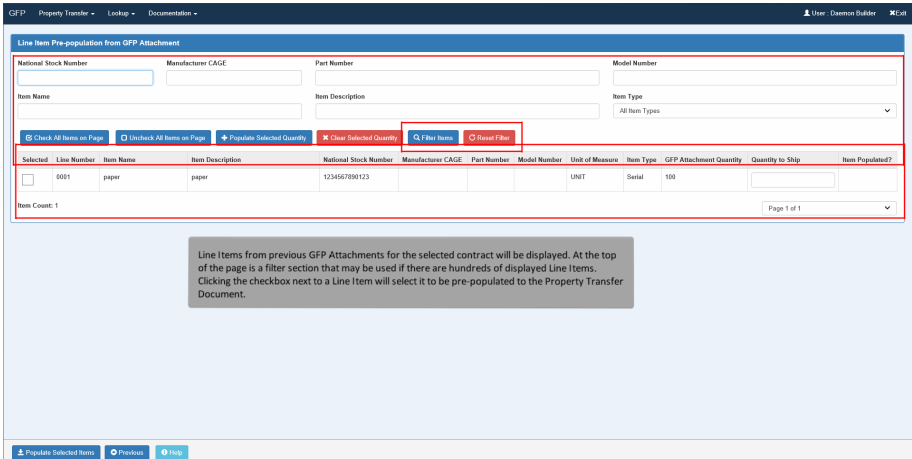 GFP Property Transfer Lookup Documentation User : Daemon Builder Exit
Line Item Pre-population from GFP Attachment
National Stock Number Manufacturer CAGE Part Number Model Number
Item Name Item Description Item Type
All Item Types
Check All Items on Page Uncheck All Items on Page Populate Selected Quantity Clear Selected Quantity Filter Items Reset Filter
Selected Line Number Item Name Item Description National Stock Number Manufacturer CAGE Part Number Model Number Unit of Measure Item Type GFP Attachment Quantity Quantity to Ship Item Populated?
0001 paper paper 1234567890123 UNIT Serial 100
Item Count: 1 Page 1 of 1
Line Items from previous GFP Attachments for the selected contract will be displayed. At the top
of the page is a filter section that may be used if there are hundreds of displayed Line Items.
Clicking the checkbox next to a Line Item will select it to be pre-populated to the Property Transfer
Document.
Populate Selected Items Previous Help